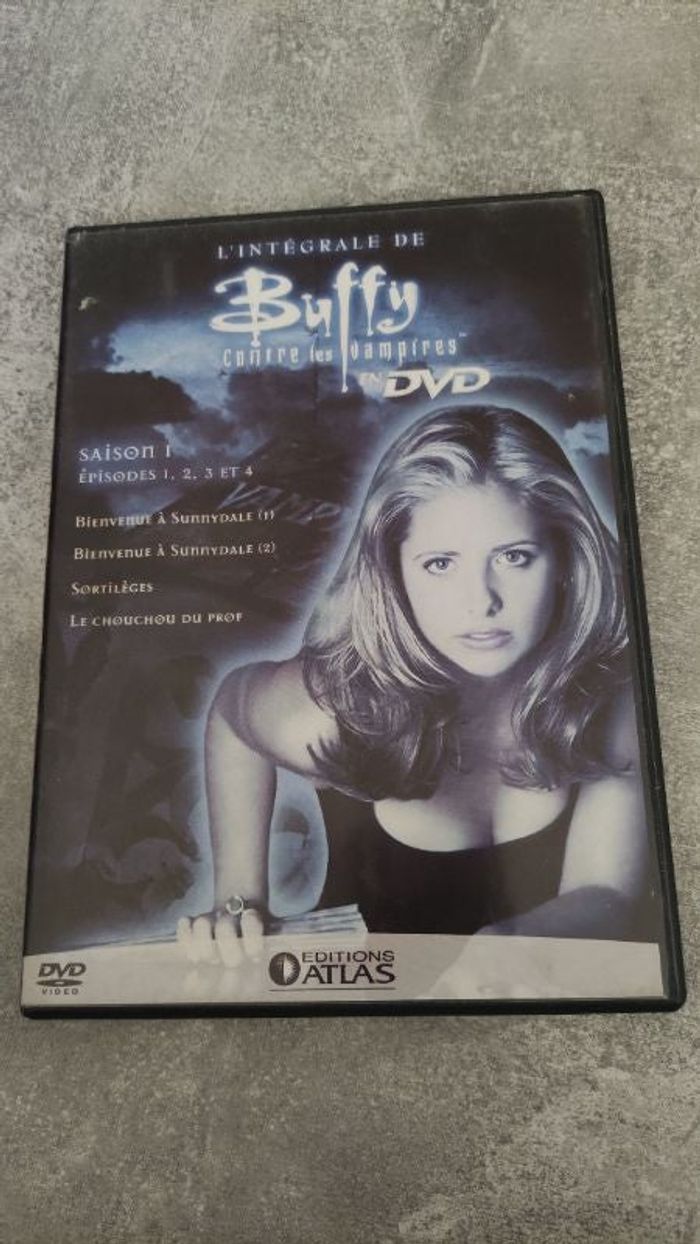 L'INTÉGRALE DE
Buffy
contre les vampires™
EN DVD
SAISON 1
ÉPISODES 1, 2, 3 ET 4
BIENVENUE À SUNNYDALE (1)
BIENVENUE À SUNNYDALE (2)
SORTILÈGES
LE CHOUCHOU DU PROF
DVD
VIDEO
EDITIONS
ATLAS